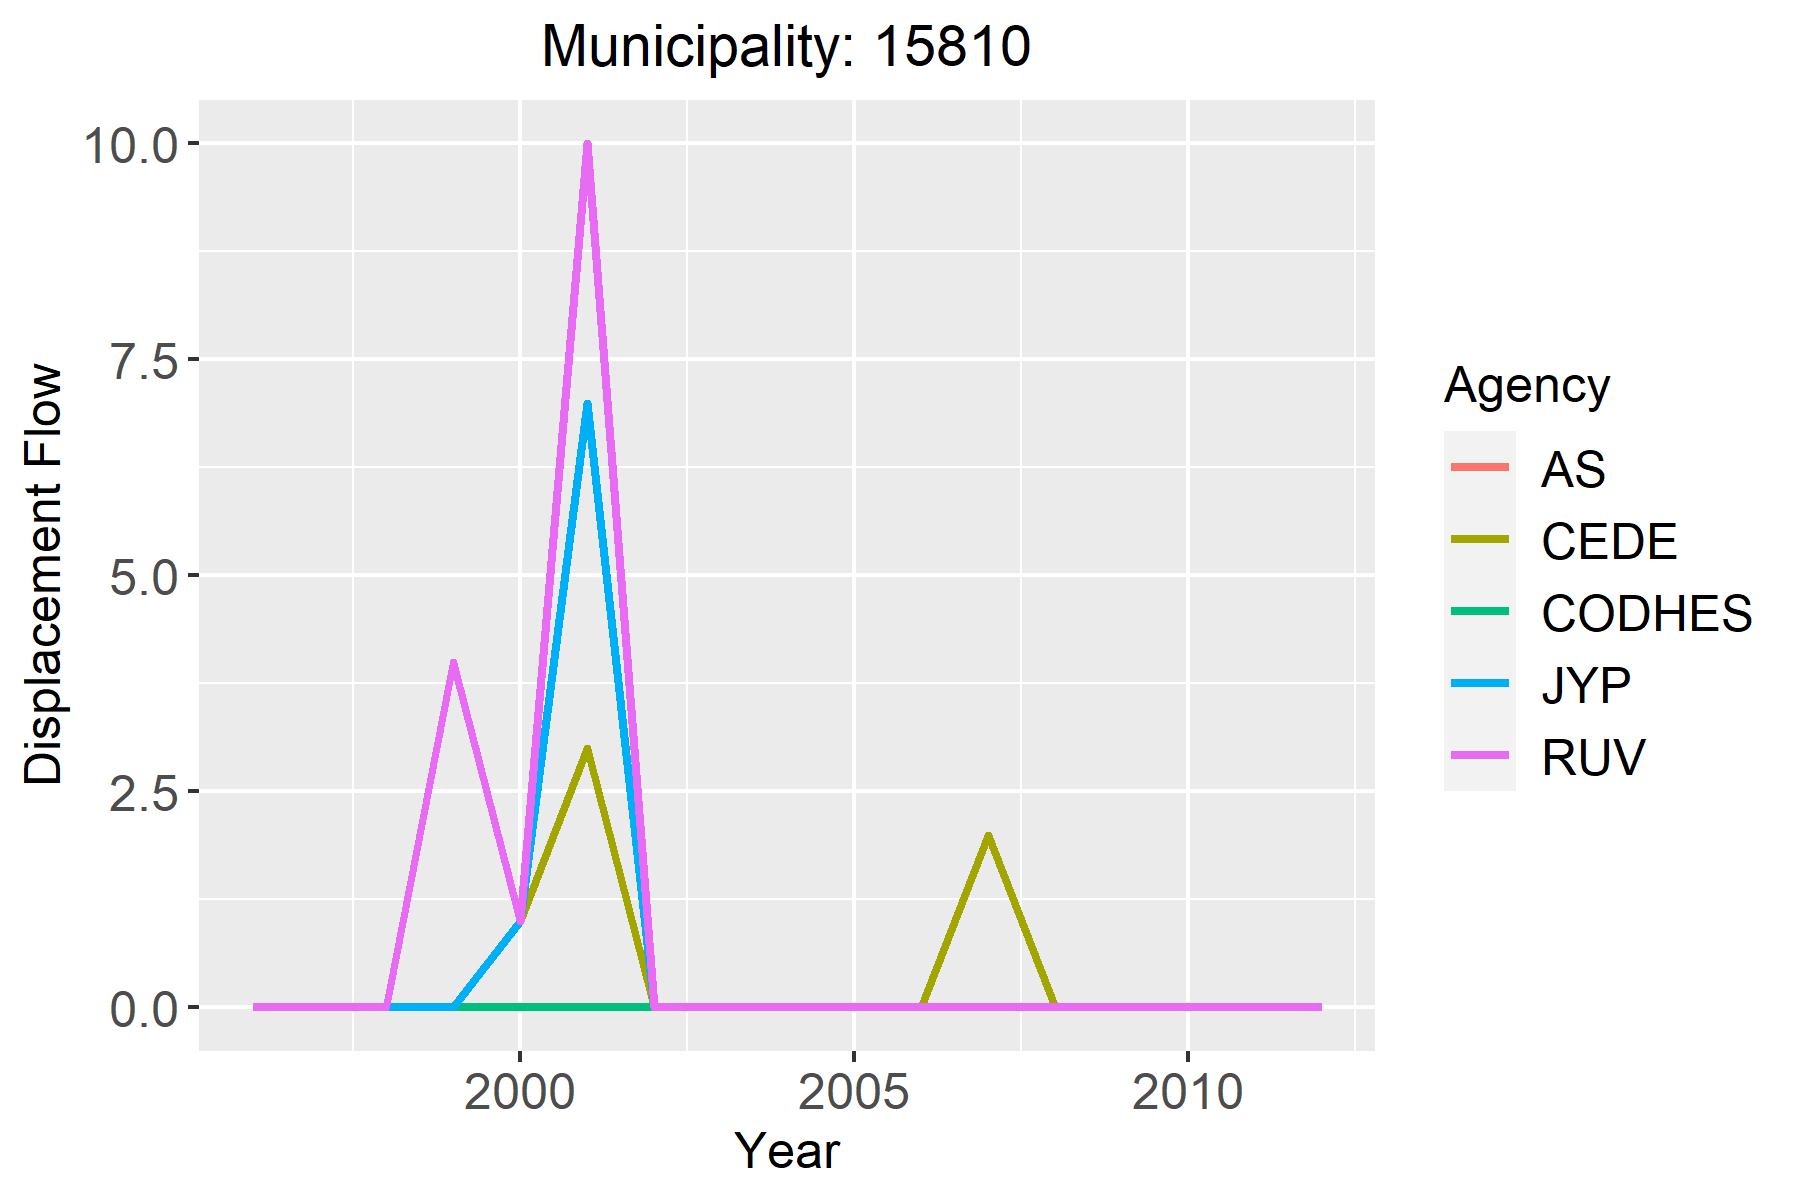 Municipality: 15810
Displacement Flow
10.0
7.5
5.0
2.5
0.0
2000
2005
2010
Year
Agency
AS
CEDE
CODHES
JYP
RUV